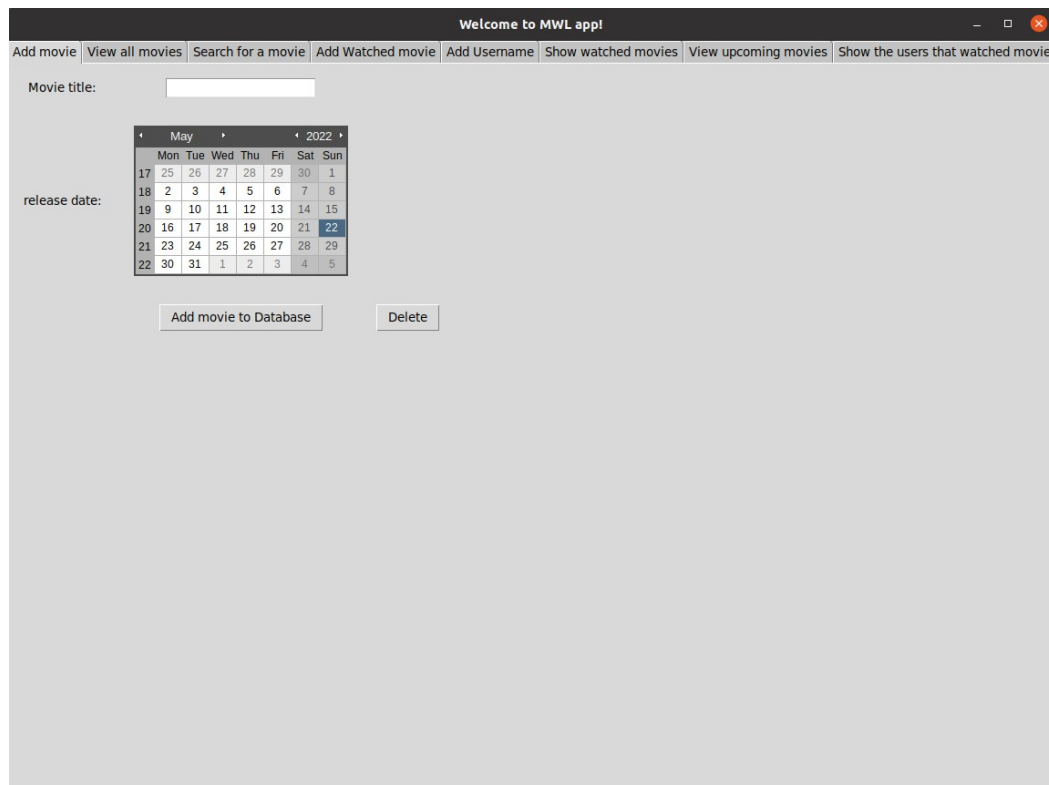 Welcome to MWL app!
Add movie View all movies Search for a movie Add Watched movie Add Username Show watched movies View upcoming movies Show the users that watched movie
Movie title:
May 2022
Mon Tue Wed Thu Fri Sat Sun
17 25 26 27 28 29 30 1
18 2 3 4 5 6 7 8
release date:
19 9 10 11 12 13 14 15
20 16 17 18 19 20 21 22
21 23 24 25 26 27 28 29
22 30 31 1 2 3 4 5
Add movie to Database Delete